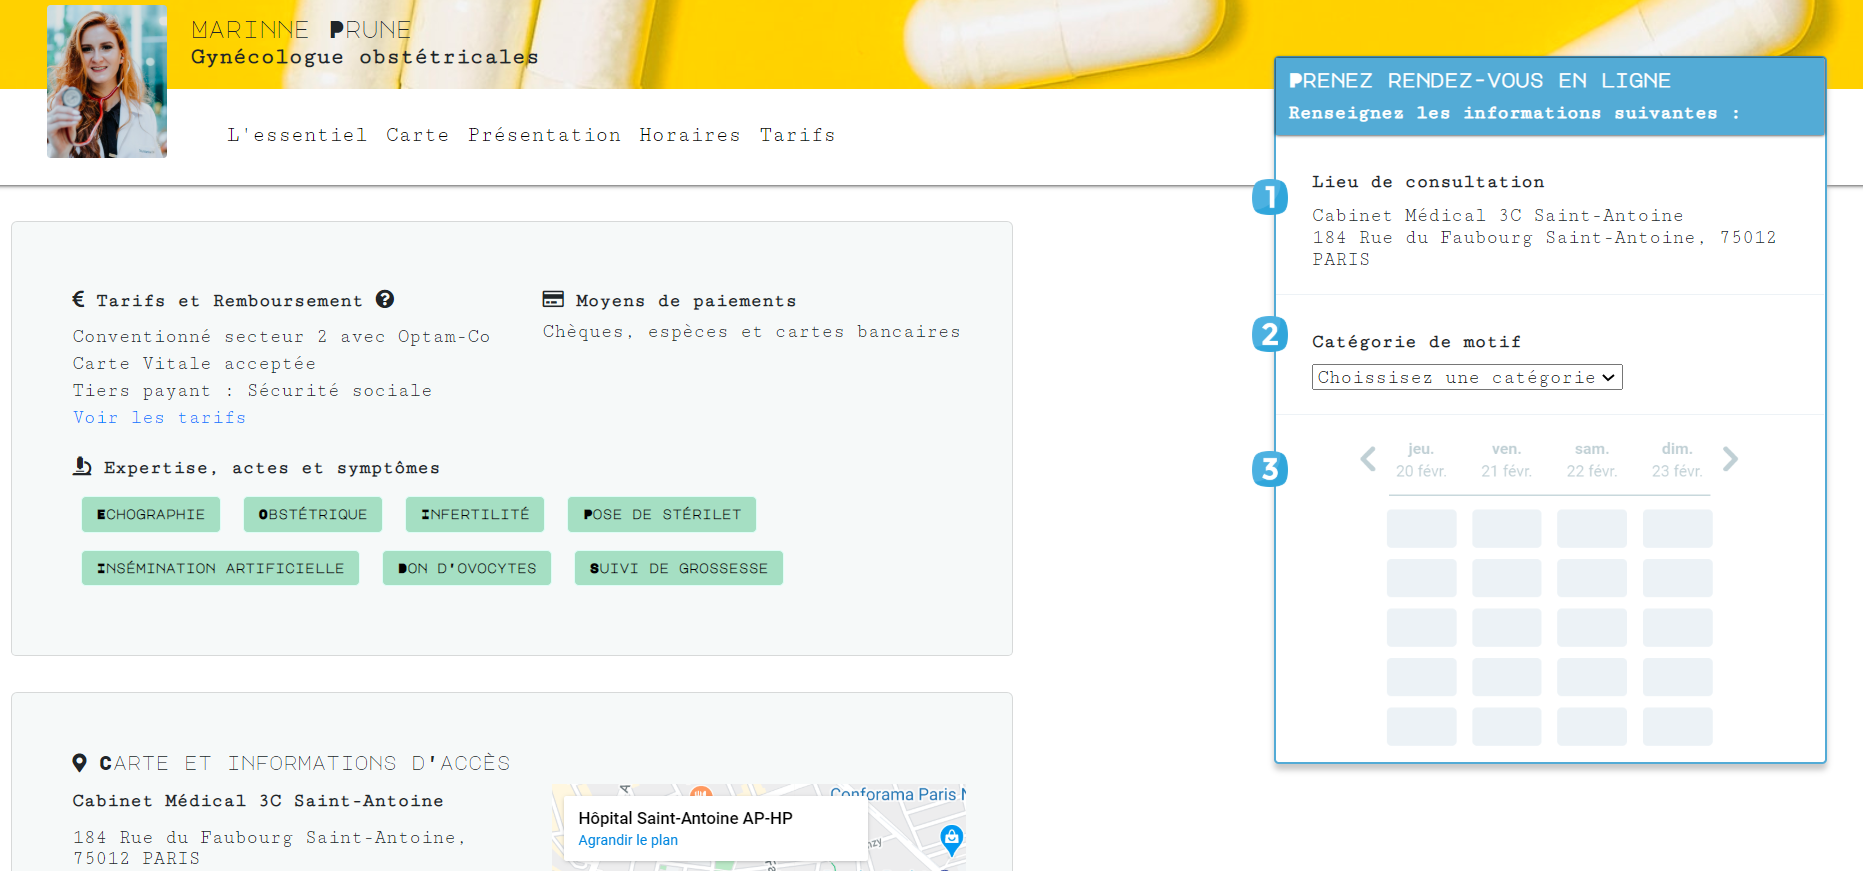 Marinne Prune
Gynécologue obstétricales
L'essentiel Carte Présentation Horaires Tarifs
Prenez rendez-vous en ligne
Renseignez les informations suivantes :
1
Lieu de consultation
Cabinet Médical 3C Saint-Antoine
184 Rue du Faubourg Saint-Antoine, 75012
PARIS
2
Catégorie de motif
Choissisez une catégorie
3
jeu. ven. sam. dim.
20 févr. 21 févr. 22 févr. 23 févr.
€ Tarifs et Remboursement ?
Conventionné secteur 2 avec Optam-Co
Carte Vitale acceptée
Tiers payant : Sécurité sociale
Voir les tarifs
Moyens de paiements
Chèques, espèces et cartes bancaires
Expertise, actes et symptômes
Echographie
Obstétrique
Infertilité
Pose de stérilet
Insémination artificielle
Don d'ovocytes
Suivi de grossesse
Carte et informations d'accès
Cabinet Médical 3C Saint-Antoine
184 Rue du Faubourg Saint-Antoine,
75012 PARIS
Conforama Paris
Hôpital Saint-Antoine AP-HP
Agrandir le plan